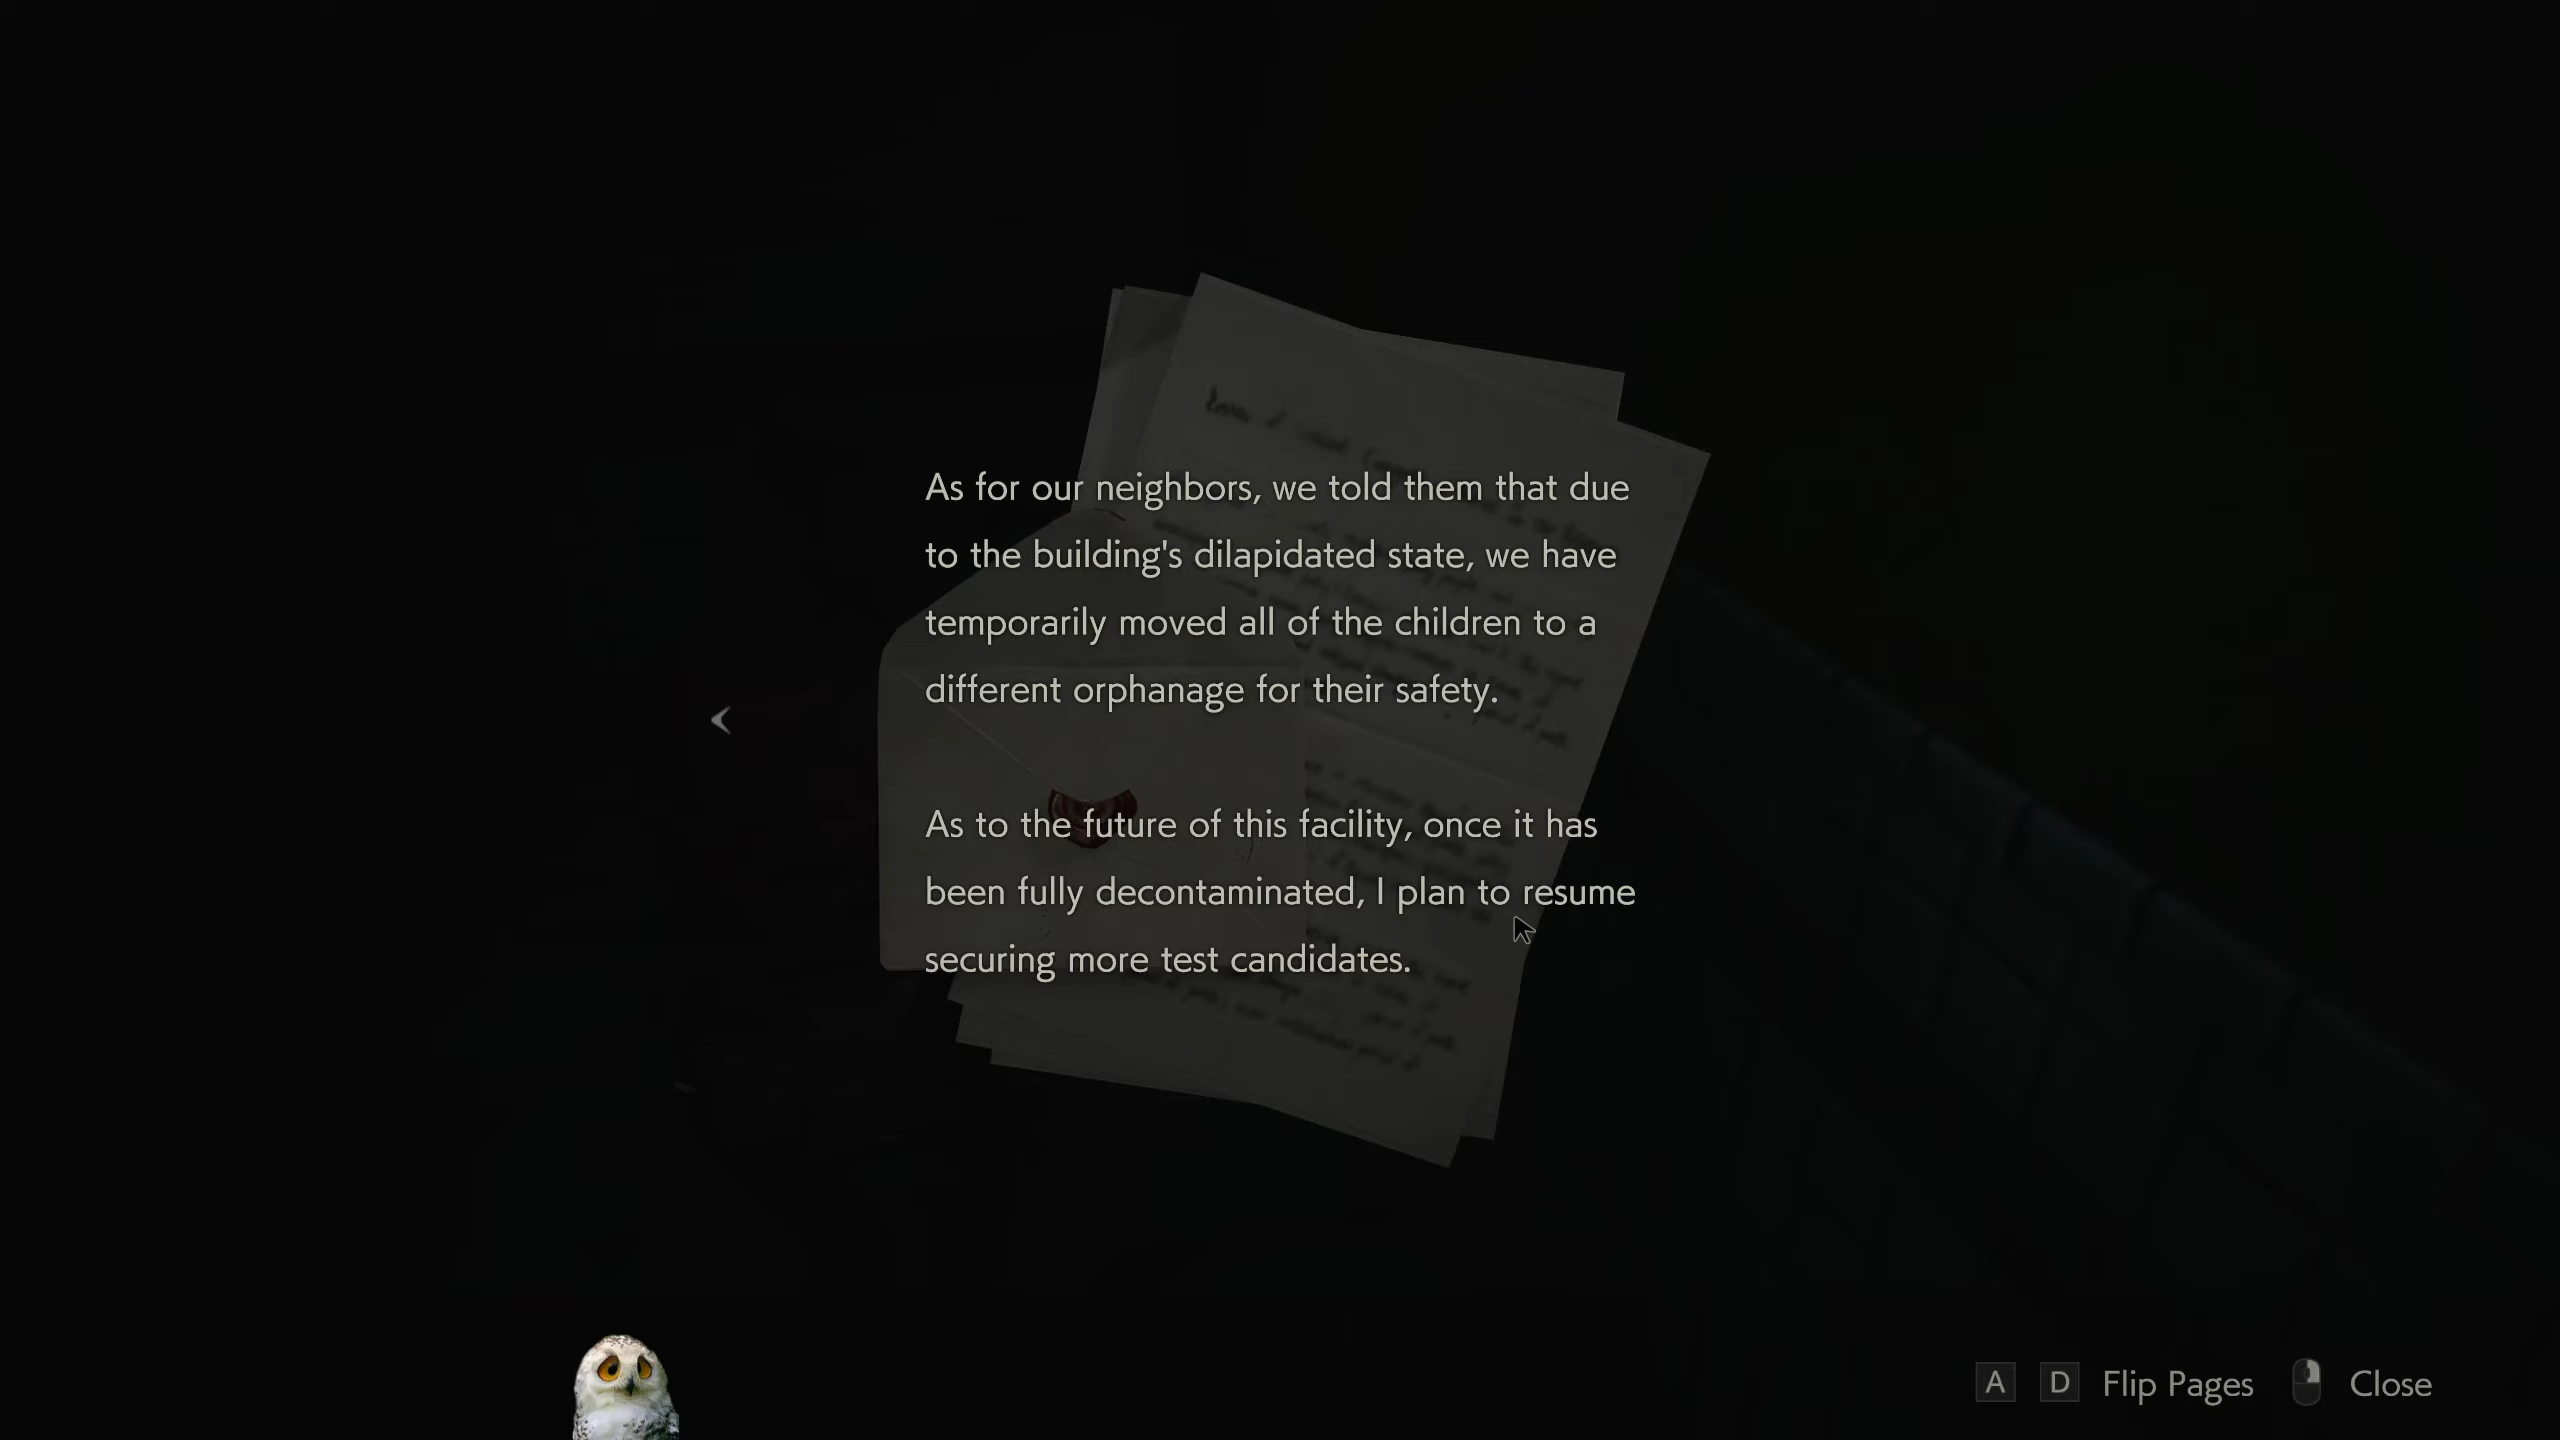 As for our neighbors, we told them that due
to the building's dilapidated state, we have
temporarily moved all of the children to a
different orphanage for their safety.
As to the future of this facility, once it has
been fully decontaminated, I plan to resume
securing more test candidates.
A D Flip Pages Close